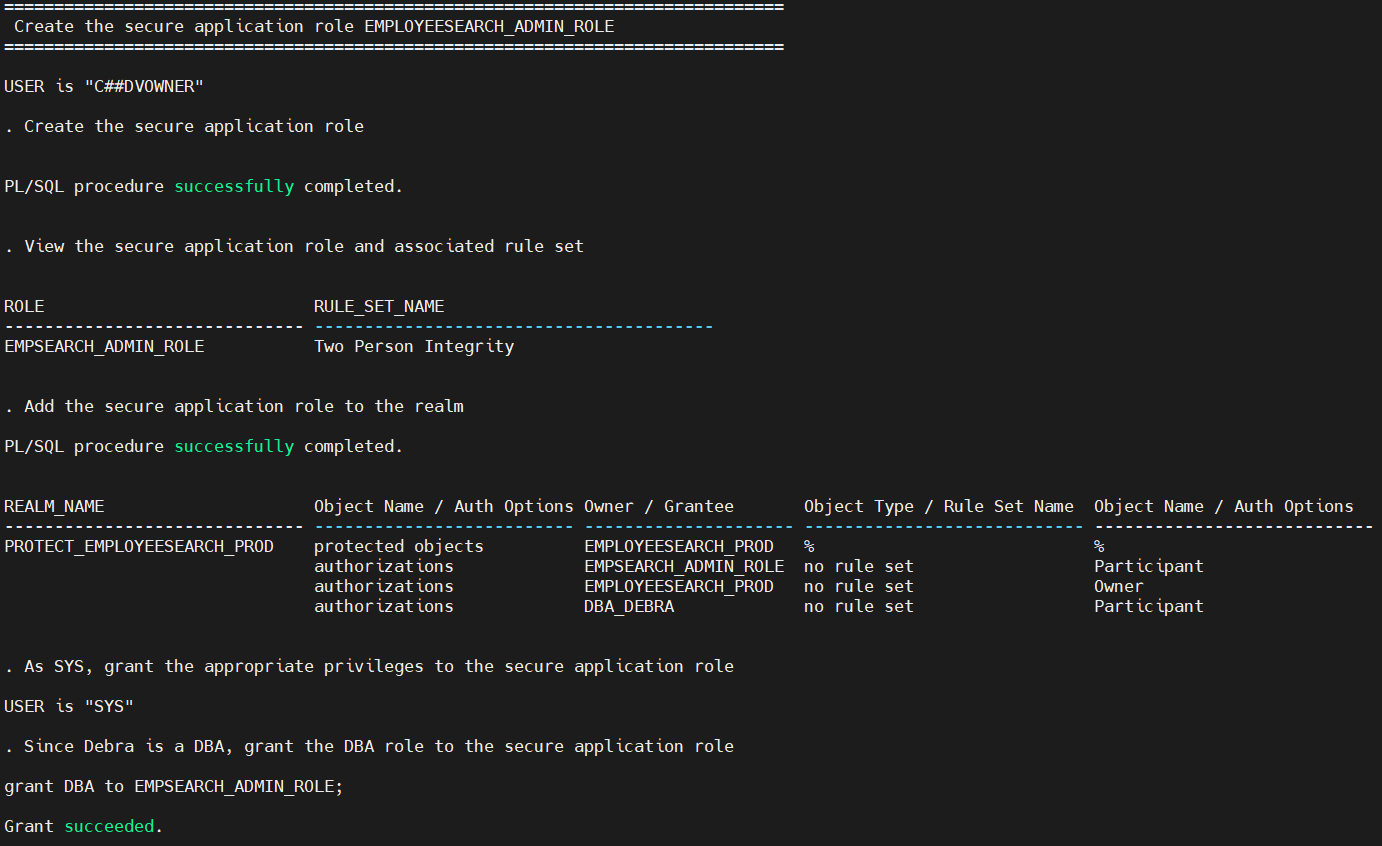 ==============================================================================
 Create the secure application role EMPLOYEESEARCH_ADMIN_ROLE
==============================================================================
USER is "C##DVOWNER"
. Create the secure application role
PL/SQL procedure successfully completed.
. View the secure application role and associated rule set
ROLE                           RULE_SET_NAME
------------------------------ ----------------------------------------
EMPSEARCH_ADMIN_ROLE           Two Person Integrity
. Add the secure application role to the realm
PL/SQL procedure successfully completed.
REALM_NAME                     Object Name / Auth Options Owner / Grantee       Object Type / Rule Set Name  Object Name / Auth Options
------------------------------ -------------------------- --------------------- ---------------------------- ----------------------------
PROTECT_EMPLOYEESEARCH_PROD    protected objects          EMPLOYEESEARCH_PROD   %                            %
                               authorizations             EMPSEARCH_ADMIN_ROLE  no rule set                  Participant
                               authorizations             EMPLOYEESEARCH_PROD   no rule set                  Owner
                               authorizations             DBA_DEBRA             no rule set                  Participant
. As SYS, grant the appropriate privileges to the secure application role
USER is "SYS"
. Since Debra is a DBA, grant the DBA role to the secure application role
grant DBA to EMPSEARCH_ADMIN_ROLE;
Grant succeeded.